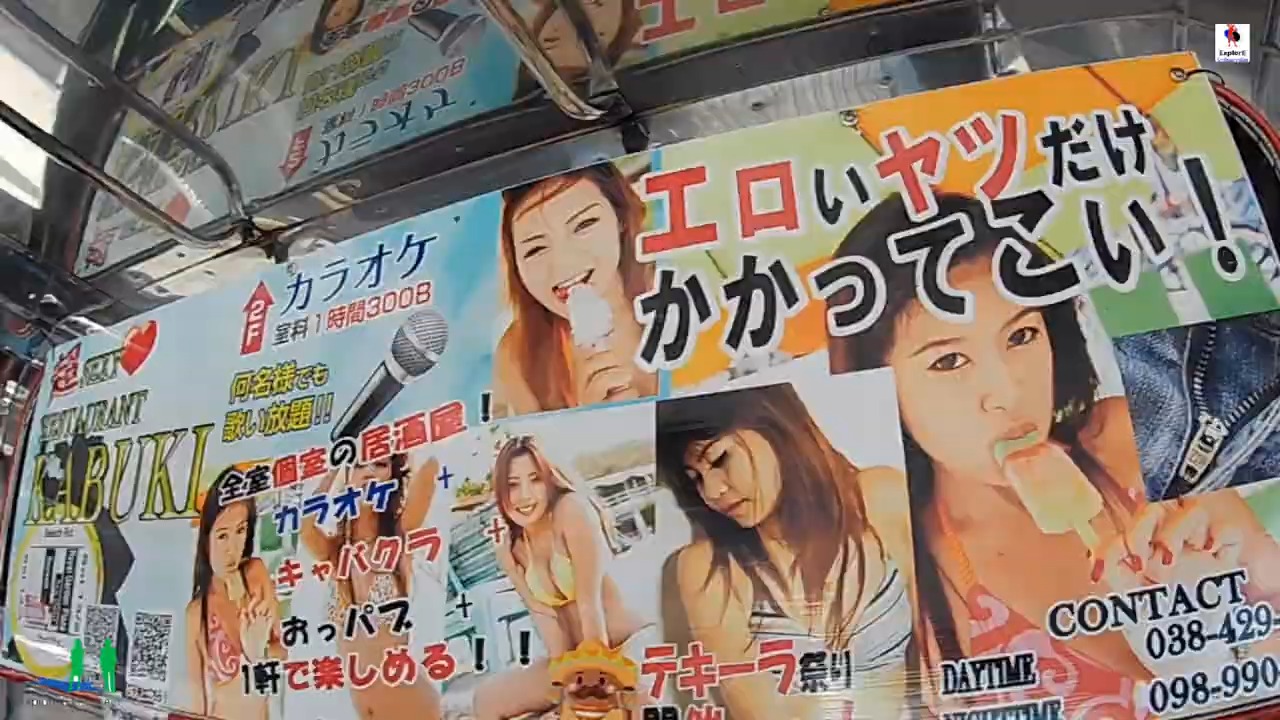 エロいヤツだけ
かかってこい！
2F
カラオケ
室料1時間300B
何名様でも
歌い放題!!
RESTAURANT
KABUKI
全室個室の居酒屋！
カラオケ +
キャバクラ +
おっパブ +
1軒で楽しめる！！
テキーラ祭り
CONTACT
DAYTIME
038-429-
NIGHTTIME
098-990